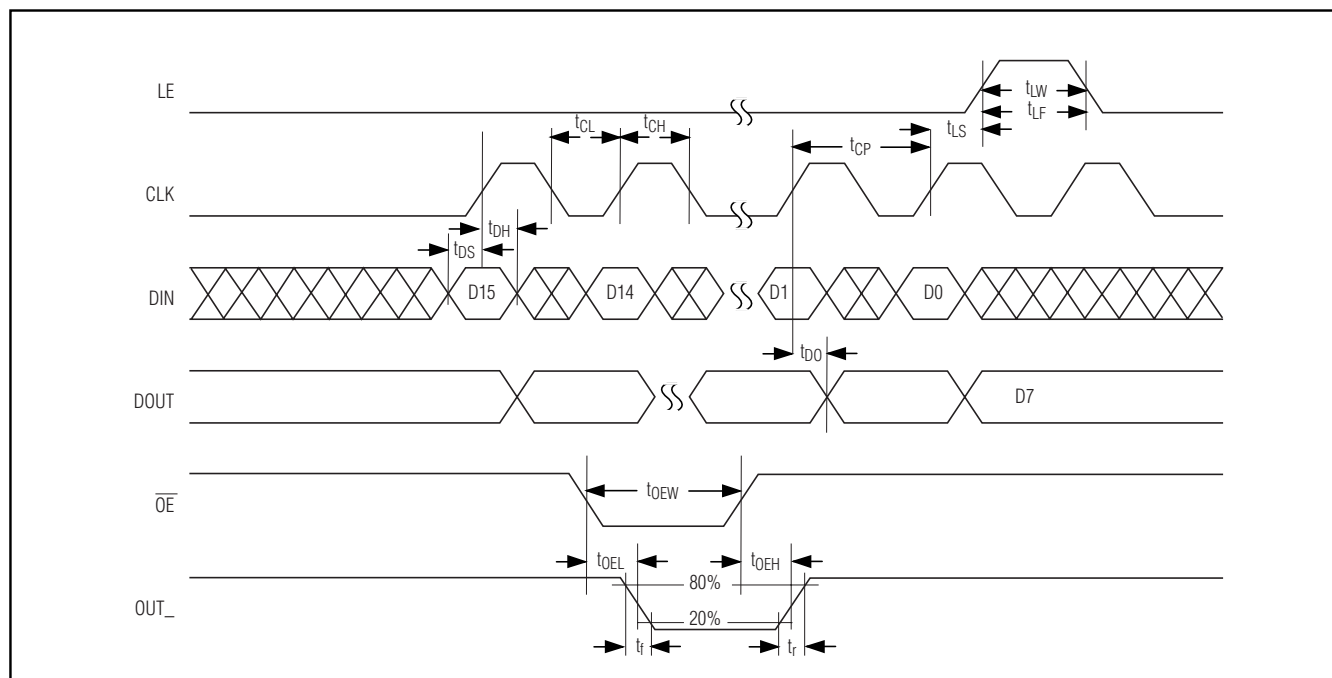 LE
tLW
tLF
tCL
tCH
tLS
tCP
CLK
tDH
tDS
DIN
D15
D14
D1
D0
tDO
DOUT
D7
OE
tOEW
tOEL
tOEH
80%
OUT_
20%
tf
tr